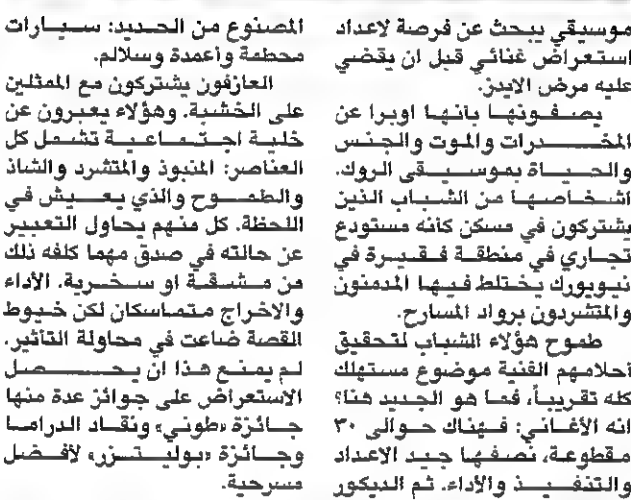 موسيقي يبحث عن فرصة لاعداد
استعراض غنائي قبل ان يقضي
عليه مرض الايدز.
يصفونها بانها اوبرا عن
المخدرات والموت والجنس
والحياة بموسيقى الروك.
اشخاصها من الشباب الذين
يشتركون في مسكن كأنه مستودع
تجاري في منطقة فقيرة في
نيويورك يختلط فيها المدمنون
والمتشردون برواد المسارح.
طموح هؤلاء الشباب لتحقيق
أحلامهم الفنية موضوع مستهلك
كله تقريباً، فما هو الجديد هنا؟
انه الأغاني: فهناك حوالى ٣٠
مقطوعة، نصفها جيد الاعداد
والتنفيذ والأداء. ثم الديكور
المصنوع من الحديد: سيارات
محطمة وأعمدة وسلالم.
العازفون يشتركون مع الممثلين
على الخشبة. وهؤلاء يعبرون عن
خلية اجتماعية تشمل كل
العناصر: المنبوذ والمتشرد والشاذ
والطموح والذي يعيش في
اللحظة. كل منهم يحاول التعبير
عن حالته في صدق مهما كلفه ذلك
من مشقة او سخرية. الأداء
والاخراج متماسكان لكن خيوط
القصة ضاعت في محاولة التأثير.
لم يمنع هذا ان يحصل
الاستعراض على جوائز عدة منها
جائزة «طوني» ونقاد الدراما
وجائزة «بوليتزر» لأفضل
مسرحية.